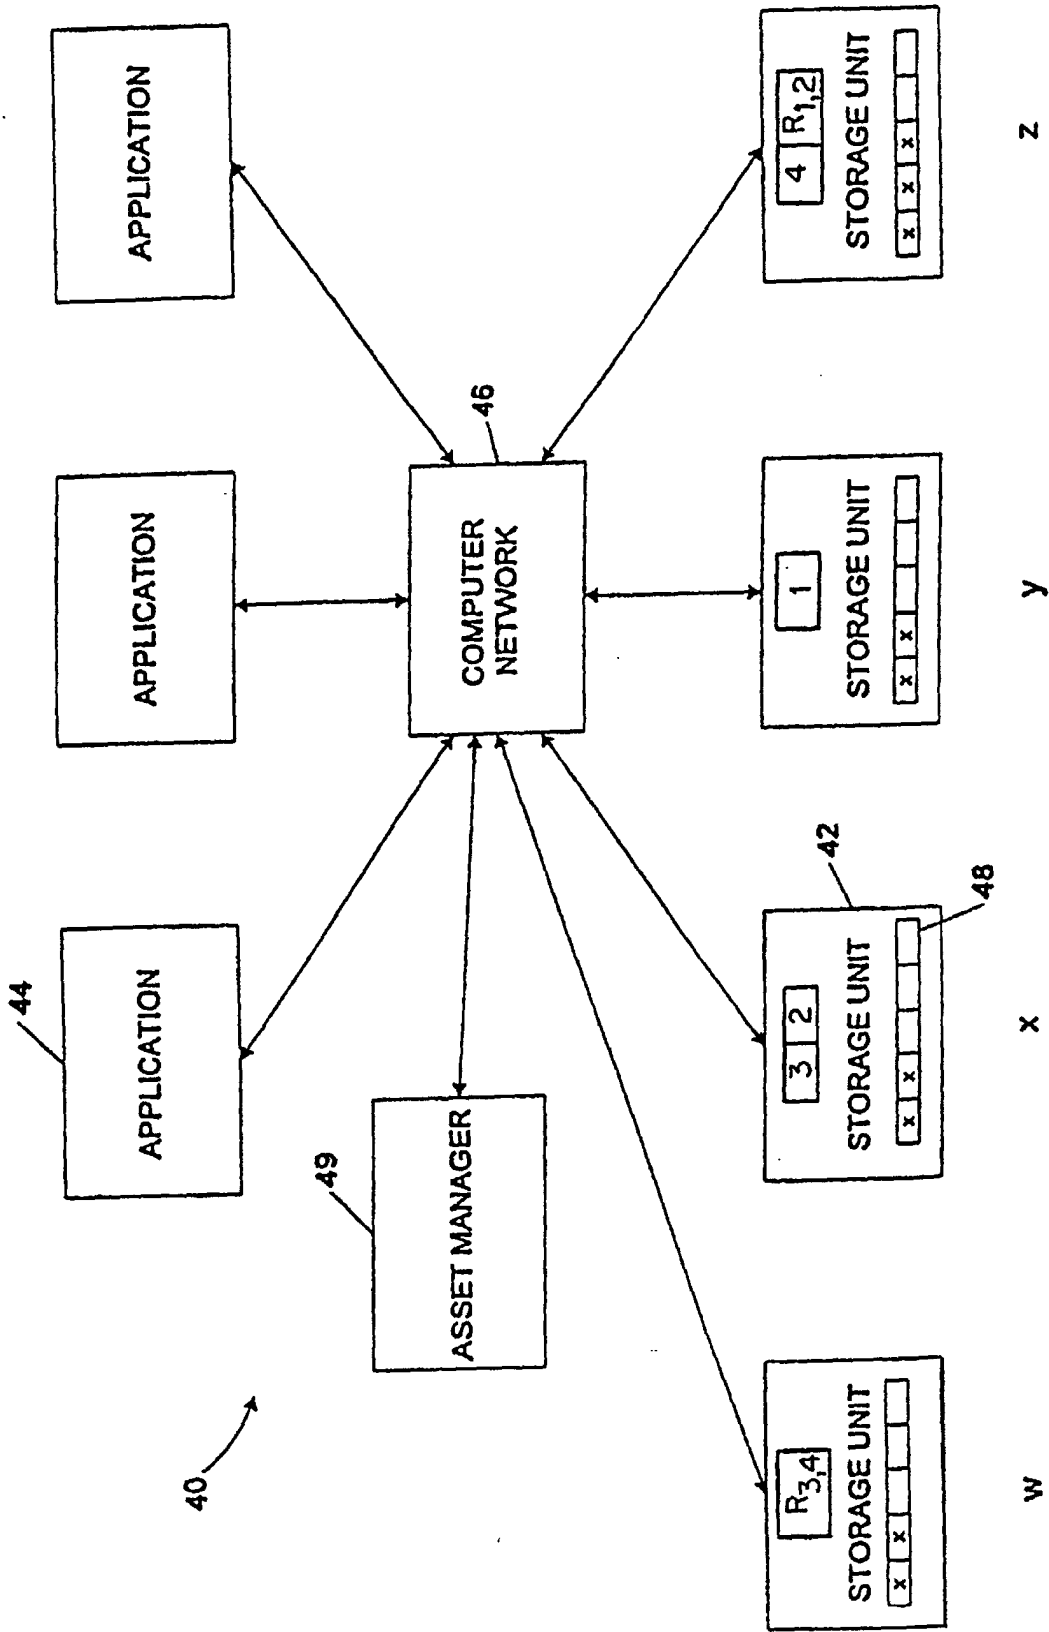 44
APPLICATION
APPLICATION
APPLICATION
40
49
ASSET MANAGER
46
COMPUTER
NETWORK
R3,4
STORAGE UNIT
x x
w
42
3 2
STORAGE UNIT
x x
48
x
1
STORAGE UNIT
x x
y
4 R1,2
STORAGE UNIT
x x x
z